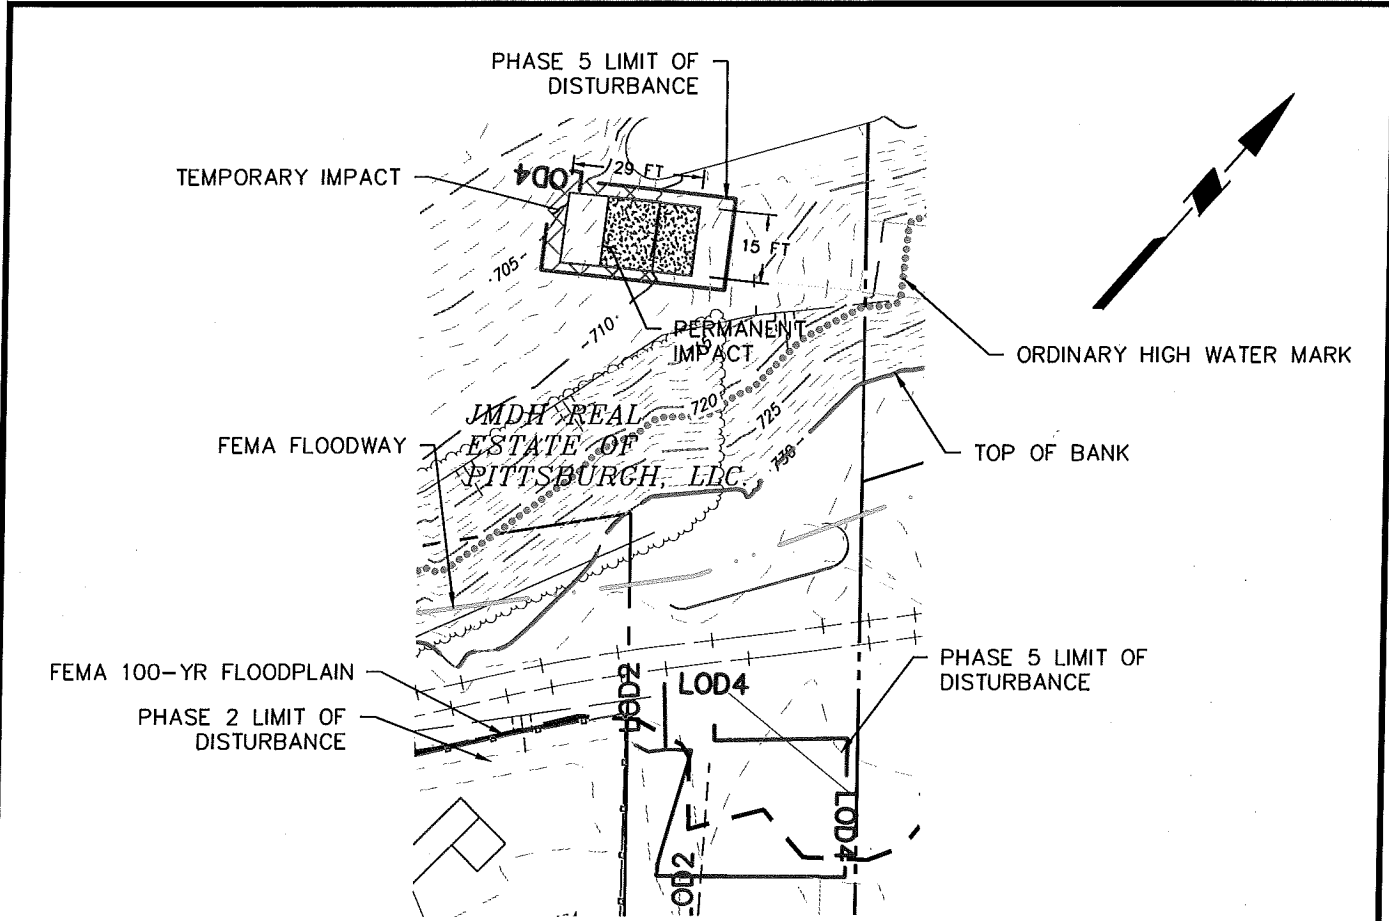 PHASE 5 LIMIT OF
DISTURBANCE
TEMPORARY IMPACT
LOD4
29 FT
15 FT
705
710
PERMANENT
IMPACT
ORDINARY HIGH WATER MARK
720
725
730
JMDH REAL
ESTATE OF
PITTSBURGH, LLC.
FEMA FLOODWAY
TOP OF BANK
FEMA 100-YR FLOODPLAIN
PHASE 2 LIMIT OF
DISTURBANCE
LOD2
LOD4
PHASE 5 LIMIT OF
DISTURBANCE
LOD4
LOD2